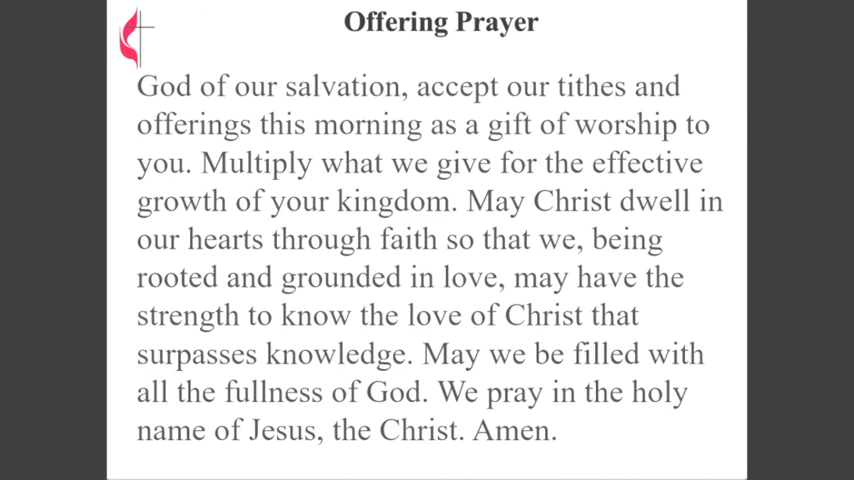 Offering Prayer
God of our salvation, accept our tithes and
offerings this morning as a gift of worship to
you. Multiply what we give for the effective
growth of your kingdom. May Christ dwell in
our hearts through faith so that we, being
rooted and grounded in love, may have the
strength to know the love of Christ that
surpasses knowledge. May we be filled with
all the fullness of God. We pray in the holy
name of Jesus, the Christ. Amen.